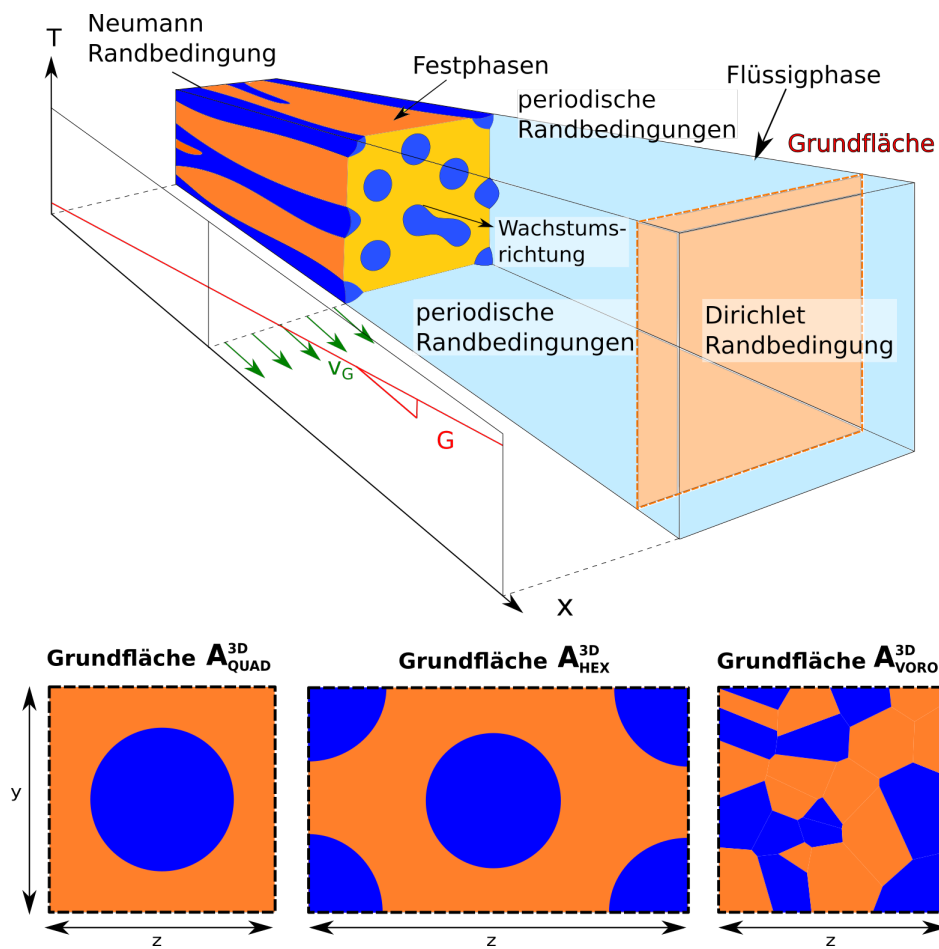 T
Neumann
Randbedingung
Festphasen
Flüssigphase
periodische
Randbedingungen
Grundfläche
Wachstums-
richtung
periodische
Randbedingungen
Dirichlet
Randbedingung
v_G
G
x
Grundfläche A^3D_QUAD
Grundfläche A^3D_HEX
Grundfläche A^3D_VORO
y
z
z
z